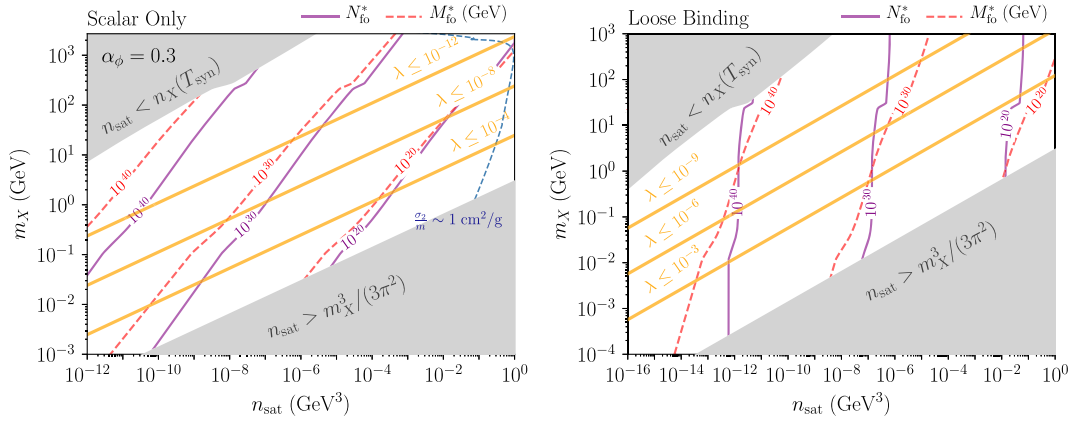 Scalar Only
N*fo M*fo (GeV)
αϕ = 0.3
nsat < nX(Tsyn)
λ ≤ 10−12
λ ≤ 10−8
λ ≤ 10−4
10^40
10^40
10^30
10^30
10^20
10^20
σ2/m ∼ 1 cm²/g
nsat > m³X/(3π²)
mX (GeV)
10^3
10^2
10^1
10^0
10^−1
10^−2
10^−3
10^−12 10^−10 10^−8 10^−6 10^−4 10^−2 10^0
nsat (GeV³)
Loose Binding
N*fo M*fo (GeV)
nsat < nX(Tsyn)
10^40
10^30
10^20
10^20
λ ≤ 10−9
λ ≤ 10−6
λ ≤ 10−3
10^40
10^30
nsat > m³X/(3π²)
mX (GeV)
10^3
10^2
10^1
10^0
10^−1
10^−2
10^−3
10^−4
10^−16 10^−14 10^−12 10^−10 10^−8 10^−6 10^−4 10^−2 10^0
nsat (GeV³)